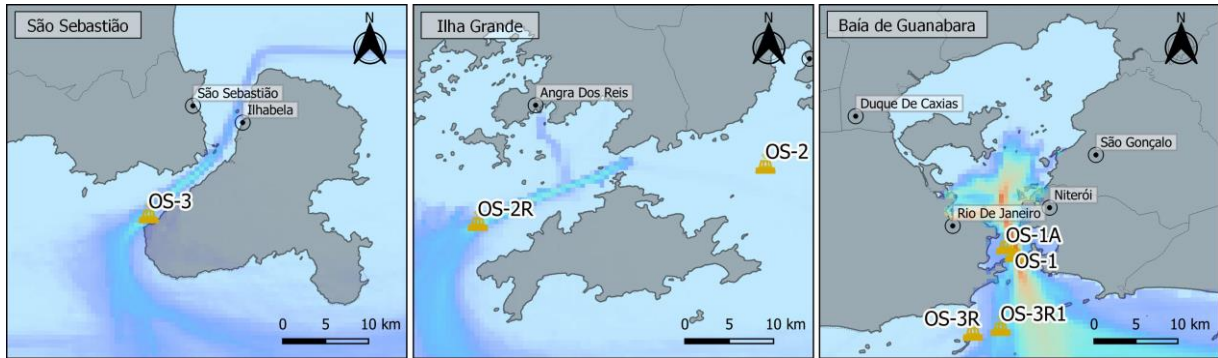 São Sebastião
N
São Sebastião
Ilhabela
OS-3
0 5 10 km
Ilha Grande
N
Angra Dos Reis
OS-2
OS-2R
0 5 10 km
Baía de Guanabara
N
Duque De Caxias
São Gonçalo
Niterói
Rio De Janeiro
OS-1A
OS-1
OS-3R
OS-3R1
0 5 10 km